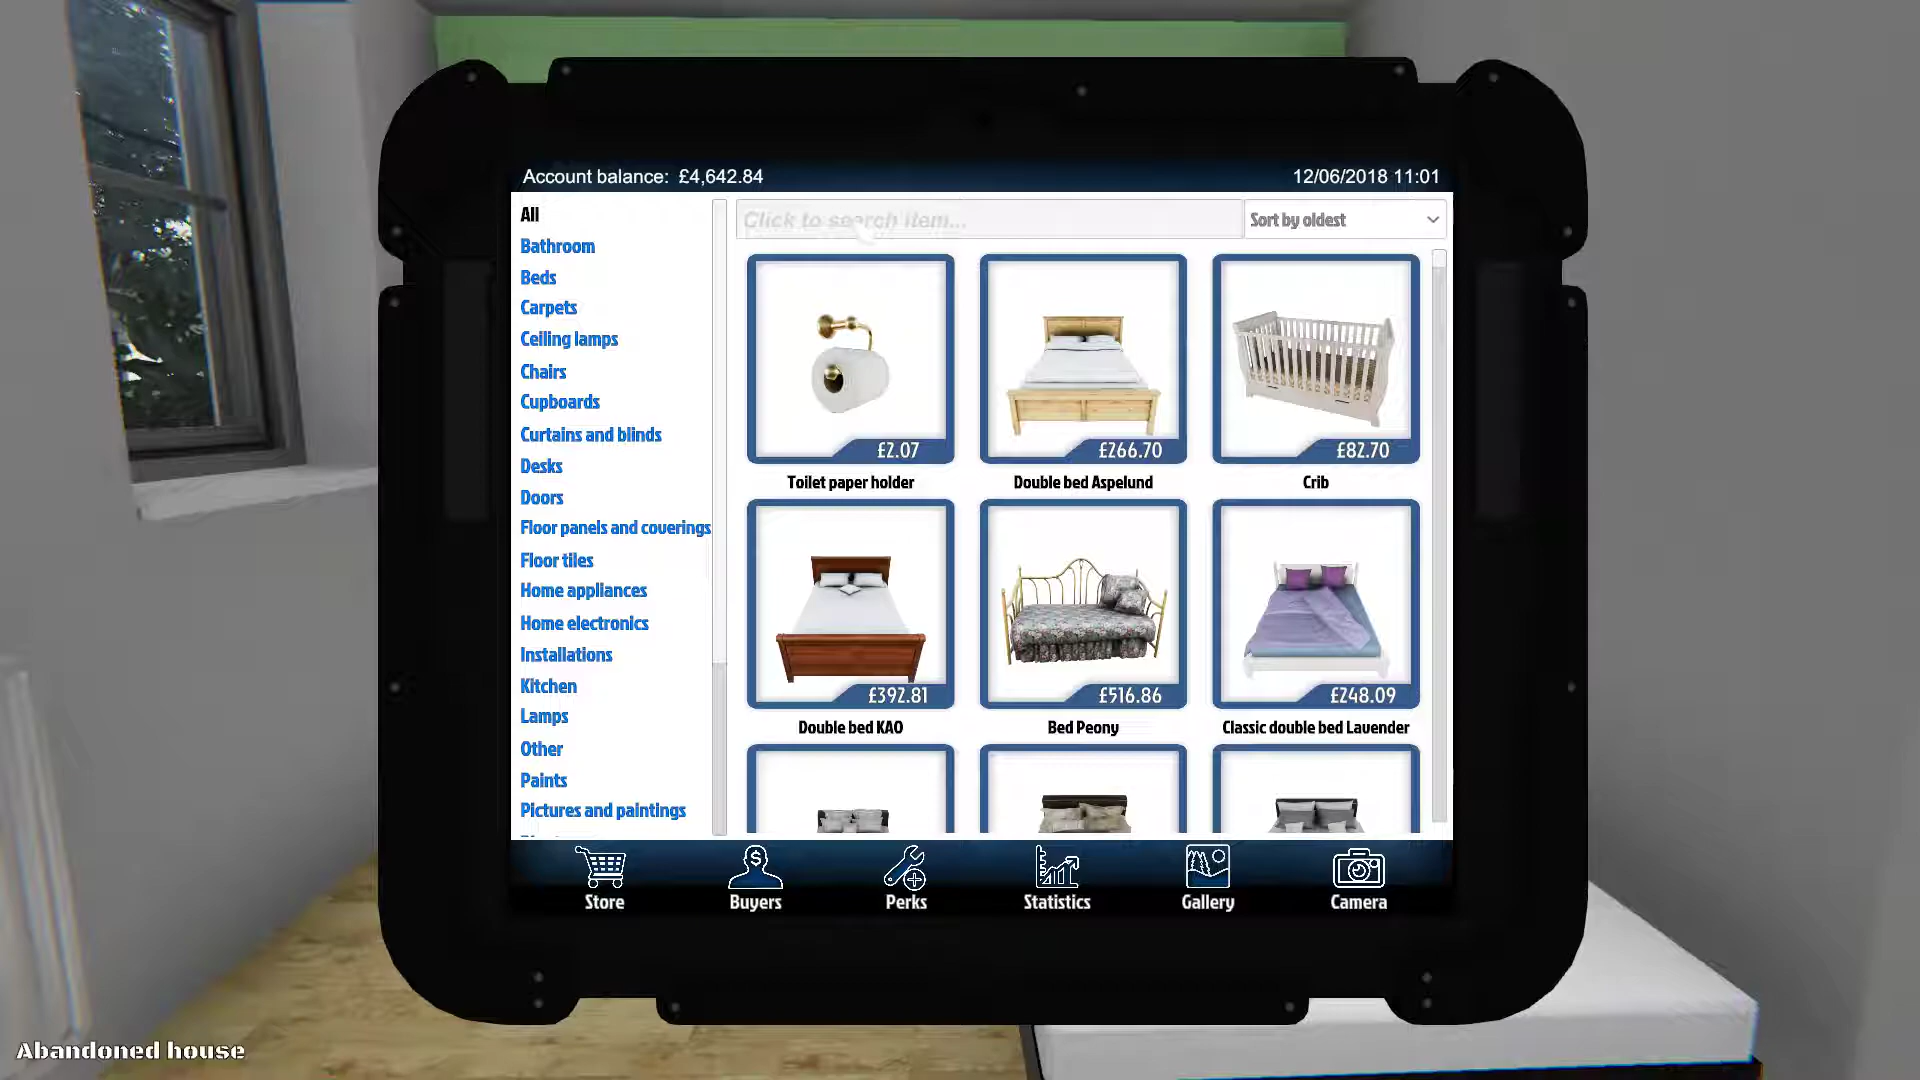 Account balance: £4,642.84
12/06/2018 11:01
All
Bathroom
Beds
Carpets
Ceiling lamps
Chairs
Cupboards
Curtains and blinds
Desks
Doors
Floor panels and coverings
Floor tiles
Home appliances
Home electronics
Installations
Kitchen
Lamps
Other
Paints
Pictures and paintings
Click to search item...
Sort by oldest
£2.07
£266.70
£82.70
Toilet paper holder
Double bed Aspelund
Crib
£392.81
£516.86
£248.09
Double bed KAO
Bed Peony
Classic double bed Lavender
Store
Buyers
Perks
Statistics
Gallery
Camera
Abandoned house